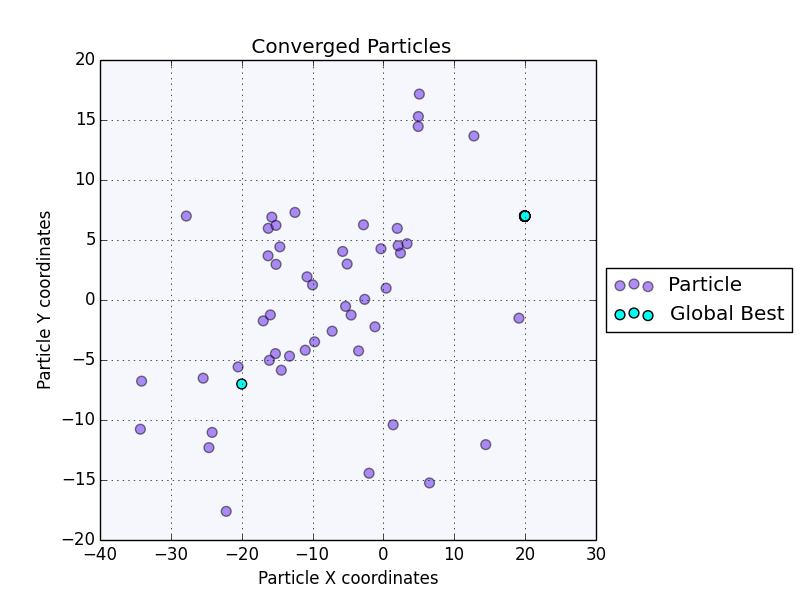 Converged Particles
20
15
10
5
0
−5
−10
−15
−20
Particle Y coordinates
−40 −30 −20 −10 0 10 20 30
Particle X coordinates
Particle
Global Best